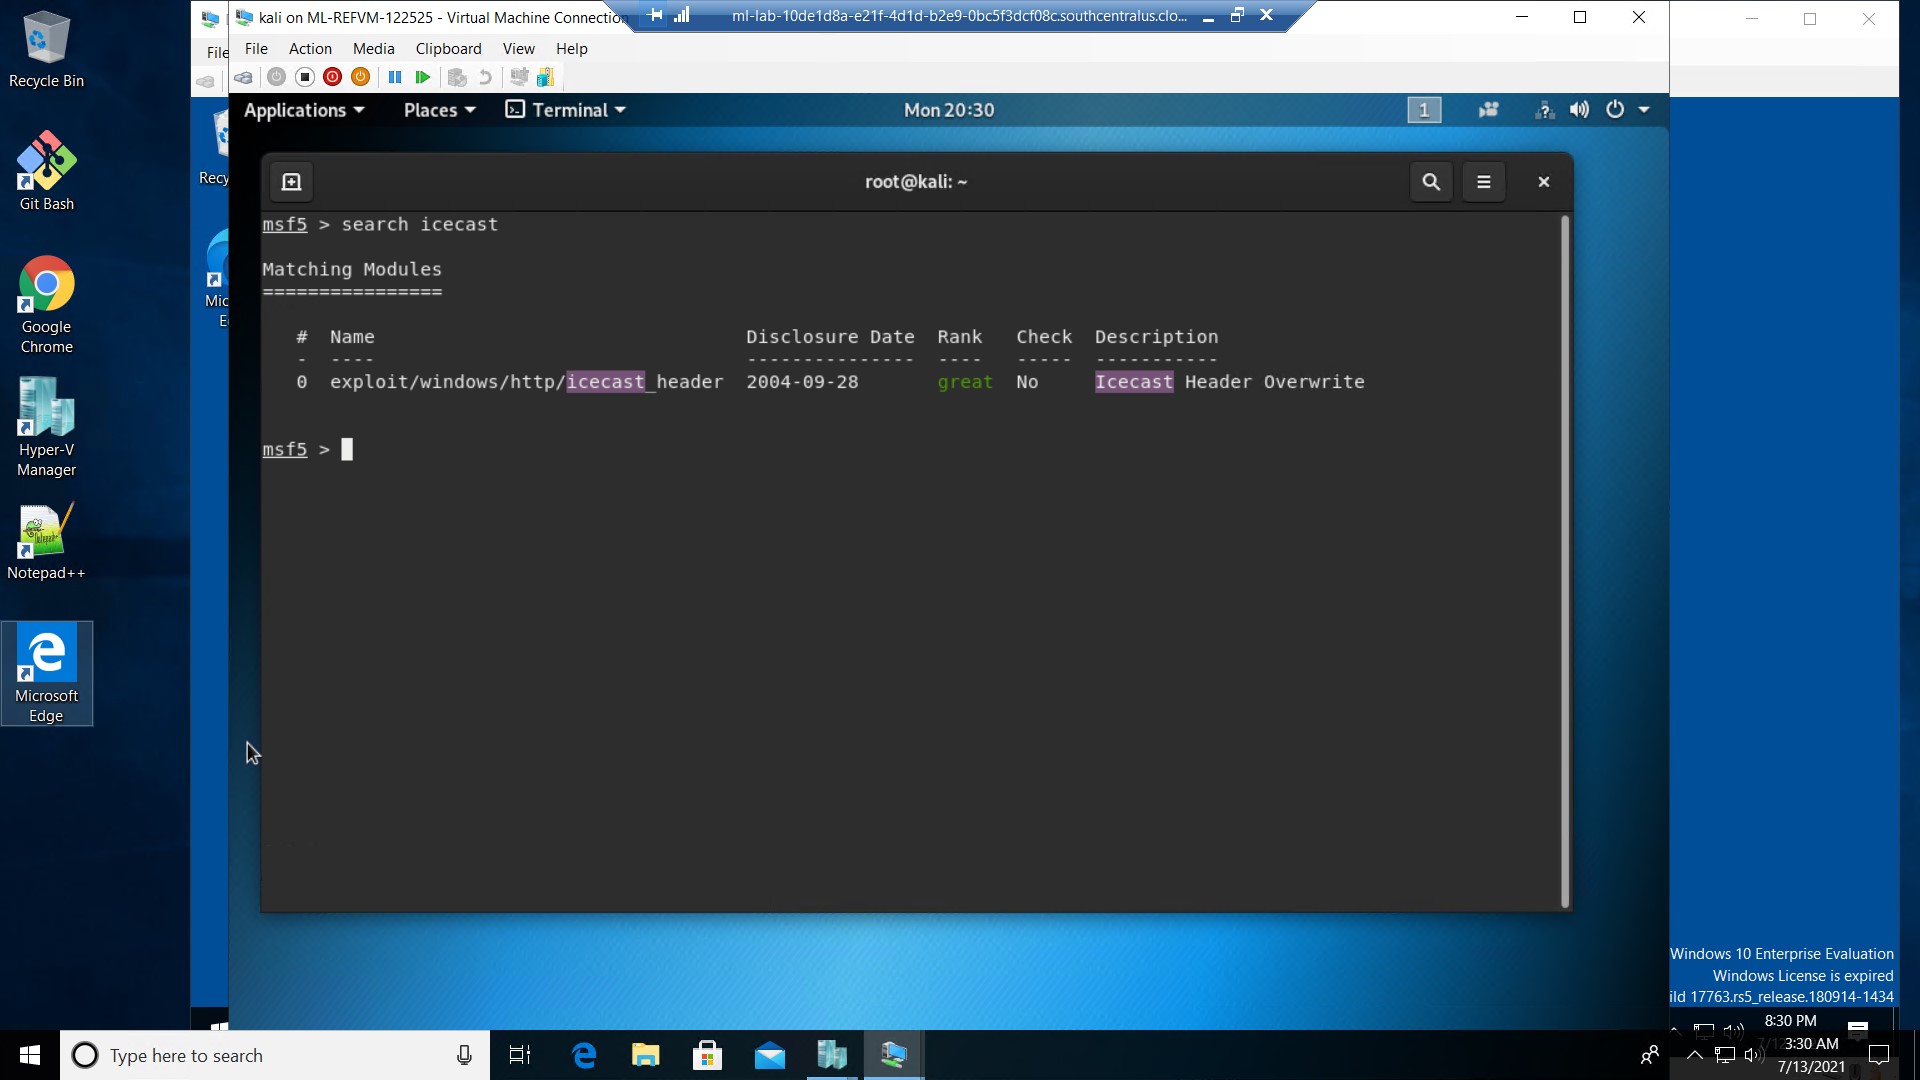 kali on ML-REFVM-122525 - Virtual Machine Connection
ml-lab-10de1d8a-e21f-4d1d-b2e9-0bc5f3dcf08c.southcentralus.clo...
File
File Action Media Clipboard View Help
Applications Places Terminal Mon 20:30 1
root@kali: ~
msf5 > search icecast
Matching Modules
================
# Name Disclosure Date Rank Check Description
- ---- --------------- ---- ----- -----------
0 exploit/windows/http/icecast_header 2004-09-28 great No Icecast Header Overwrite
msf5 >
Recycle Bin
Git Bash
Google
Chrome
Hyper-V
Manager
Notepad++
Microsoft
Edge
Recy
Mic
E
Windows 10 Enterprise Evaluation
Windows License is expired
ild 17763.rs5_release.180914-1434
8:30 PM
Type here to search
3:30 AM
7/13/2021